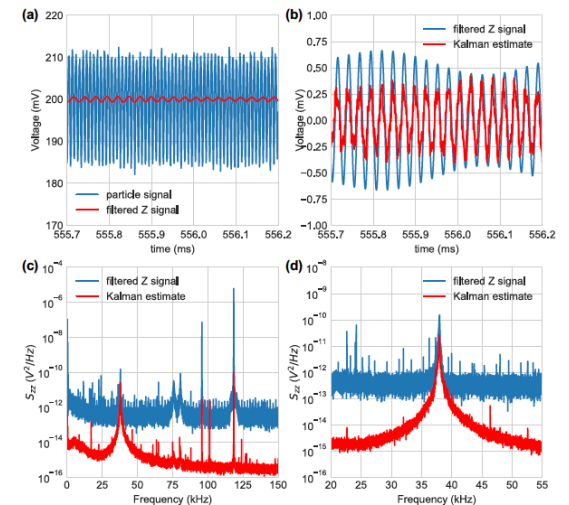 (a)
220
210
200
190
180
170
Voltage (mV)
particle signal
filtered Z signal
555.7 555.8 555.9 556.0 556.1 556.2
time (ms)
(b)
1.00
0.75
0.50
0.25
0.00
−0.25
−0.50
−0.75
−1.00
Voltage (mV)
filtered Z signal
Kalman estimate
555.7 555.8 555.9 556.0 556.1 556.2
time (ms)
(c)
10⁻⁴
10⁻⁶
10⁻⁸
10⁻¹⁰
10⁻¹²
10⁻¹⁴
10⁻¹⁶
Szz (V²/Hz)
filtered Z signal
Kalman estimate
0 25 50 75 100 125 150
Frequency (kHz)
(d)
10⁻⁸
10⁻⁹
10⁻¹⁰
10⁻¹¹
10⁻¹²
10⁻¹³
10⁻¹⁴
10⁻¹⁵
10⁻¹⁶
Szz (V²/Hz)
filtered Z signal
Kalman estimate
20 25 30 35 40 45 50 55
Frequency (kHz)